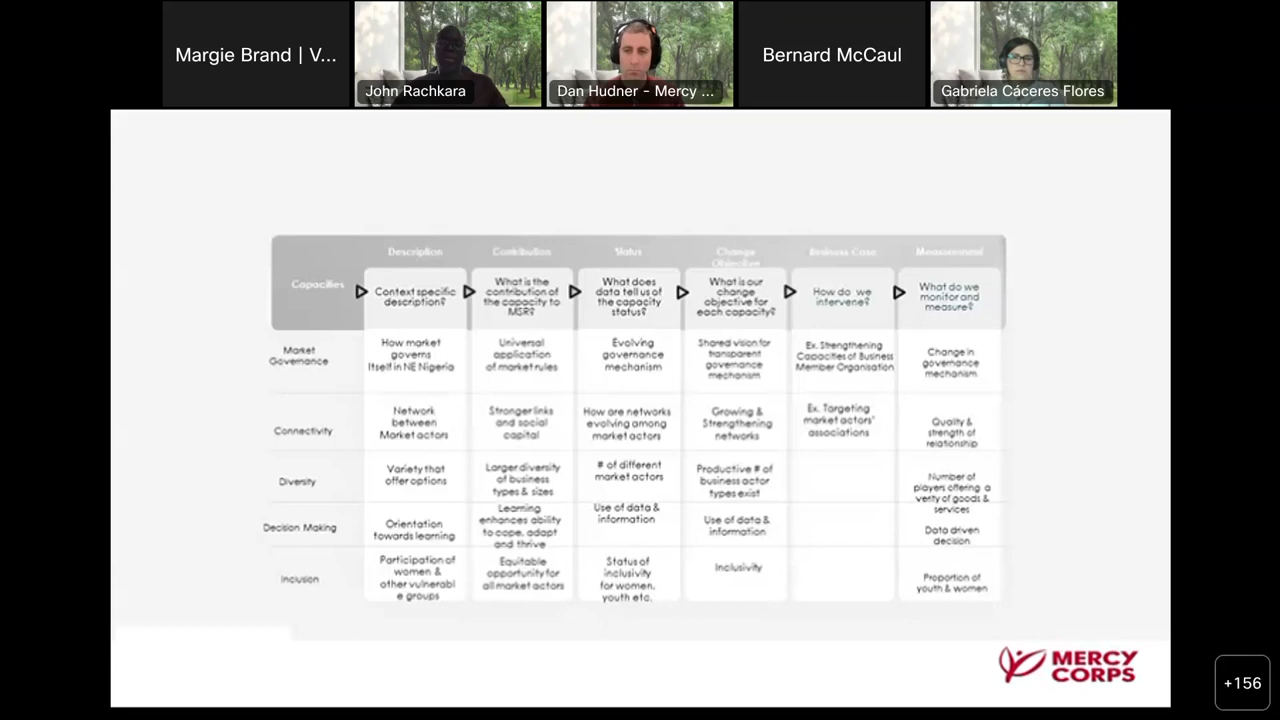 Margie Brand | V...
John Rachkara
Dan Hudner - Mercy ...
Bernard McCaul
Gabriela Cáceres Flores
Capacities
Description
Contribution
Status
Change
Objective
Business Case
Measurement
Context specific
description?
What is the
contribution of
the capacity to
MSR?
What does
data tell us of
the capacity
status?
What is our
change
objective for
each capacity?
How do we
intervene?
What do we
monitor and
measure?
Market
Governance
How market
governs
Itself in NE Nigeria
Universal
application
of market rules
Evolving
governance
mechanism
Shared vision for
transparent
governance
mechanism
Ex. Strengthening
Capacities of Business
Member Organisation
Change in
governance
mechanism
Connectivity
Network
between
Market actors
Stronger links
and social
capital
How are networks
evolving among
market actors
Growing &
Strengthening
networks
Ex. Targeting
market actors'
associations
Quality &
strength of
relationship
Diversity
Variety that
offer options
Larger diversity
of business
types & sizes
# of different
market actors
Productive # of
business actor
types exist
Number of
players offering a
verity of goods &
services
Decision Making
Orientation
towards learning
Learning
enhances ability
to cope, adapt
and thrive
Use of data &
information
Use of data &
information
Data driven
decision
Inclusion
Participation of
women &
other vulnerabl
e groups
Equitable
opportunity for
all market actors
Status of
inclusivity
for women,
youth etc.
Inclusivity
Proportion of
youth & women
MERCY
CORPS
+156